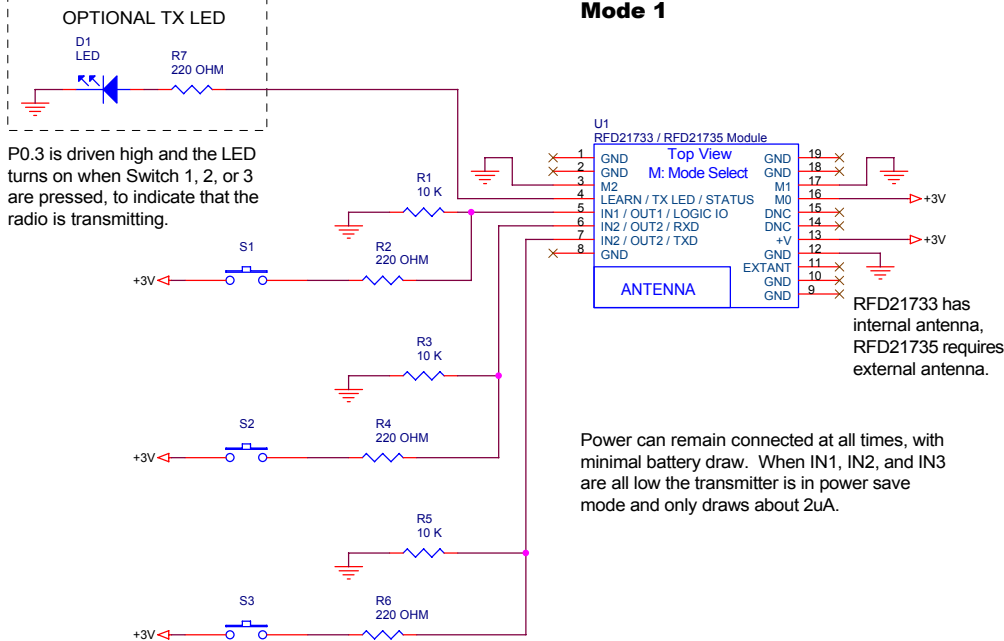 Mode 1
OPTIONAL TX LED
D1
LED
R7
220 OHM
P0.3 is driven high and the LED
turns on when Switch 1, 2, or 3
are pressed, to indicate that the
radio is transmitting.
U1
RFD21733 / RFD21735 Module
Top View
M: Mode Select
1 GND
2 GND
3 M2
4 LEARN / TX LED / STATUS
5 IN1 / OUT1 / LOGIC IO
6 IN2 / OUT2 / RXD
7 IN2 / OUT2 / TXD
8 GND
GND 19
GND 18
M1 17
M0 16
DNC 15
DNC 14
+V 13
GND 12
EXTANT 11
GND 10
GND 9
ANTENNA
+3V
+3V
RFD21733 has
internal antenna,
RFD21735 requires
external antenna.
R1
10 K
S1
R2
220 OHM
+3V
R3
10 K
S2
R4
220 OHM
+3V
Power can remain connected at all times, with
minimal battery draw. When IN1, IN2, and IN3
are all low the transmitter is in power save
mode and only draws about 2uA.
R5
10 K
S3
R6
220 OHM
+3V